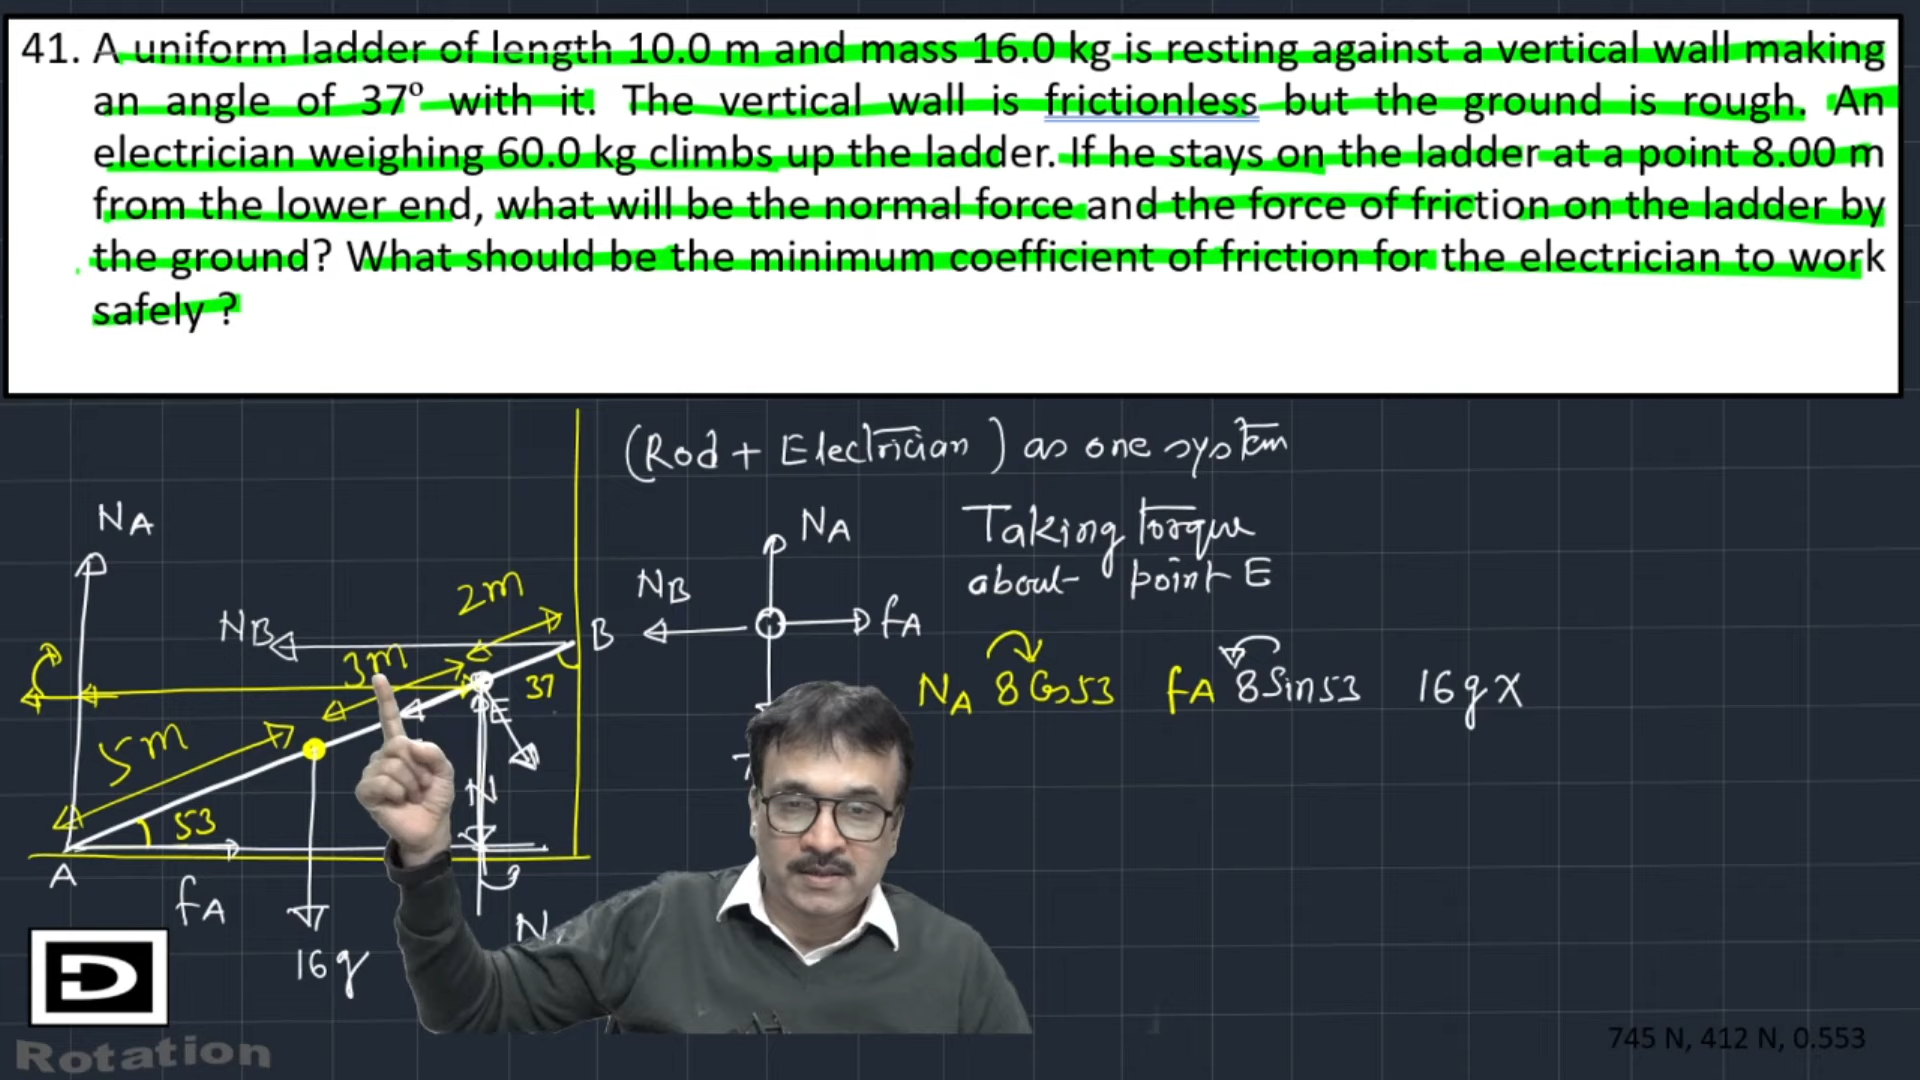 41. A uniform ladder of length 10.0 m and mass 16.0 kg is resting against a vertical wall making
an angle of 37º with it. The vertical wall is frictionless but the ground is rough. An
electrician weighing 60.0 kg climbs up the ladder. If he stays on the ladder at a point 8.00 m
from the lower end, what will be the normal force and the force of friction on the ladder by
the ground? What should be the minimum coefficient of friction for the electrician to work
safely ?
(Rod + Electrician) as one system
NA
NA
Taking torque
about point E
2m
NB
NB
B
fA
3m
37
E
NA 8Cos53 fA 8Sin53 16g x
5m
N
53
A
fA
N
16g
D
Rotation
745 N, 412 N, 0.553